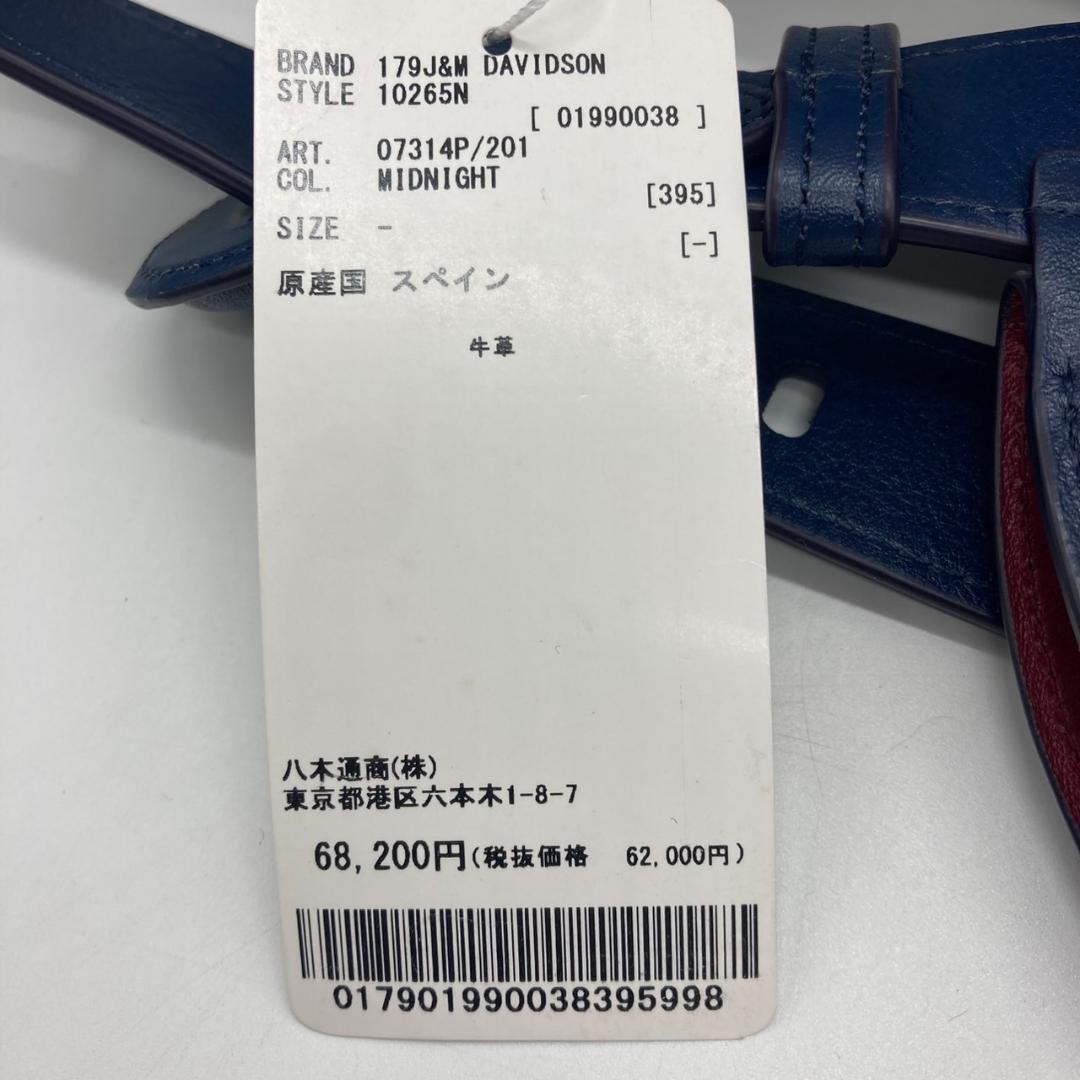 BRAND 179J&M DAVIDSON
STYLE 10265N
[ 01990038 ]
ART. 07314P/201
COL. MIDNIGHT
[395]
SIZE -
[-]
原産国 スペイン
牛革
八木通商(株)
東京都港区六本木1-8-7
68,200円(税抜価格 62,000円)
017901990038395998